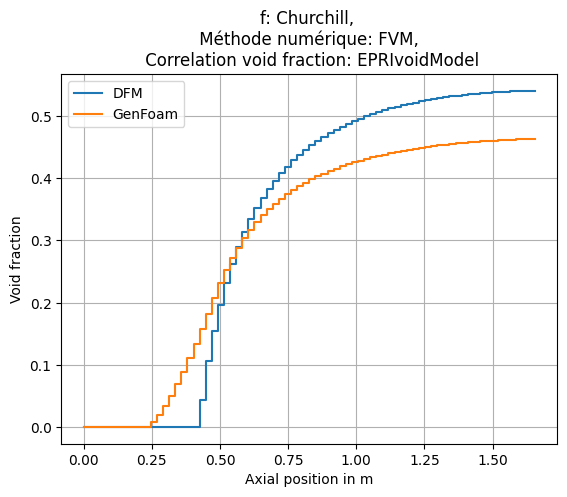 f: Churchill,
Méthode numérique: FVM,
Correlation void fraction: EPRIvoidModel
DFM
GenFoam
Void fraction
0.5
0.4
0.3
0.2
0.1
0.0
0.00 0.25 0.50 0.75 1.00 1.25 1.50
Axial position in m